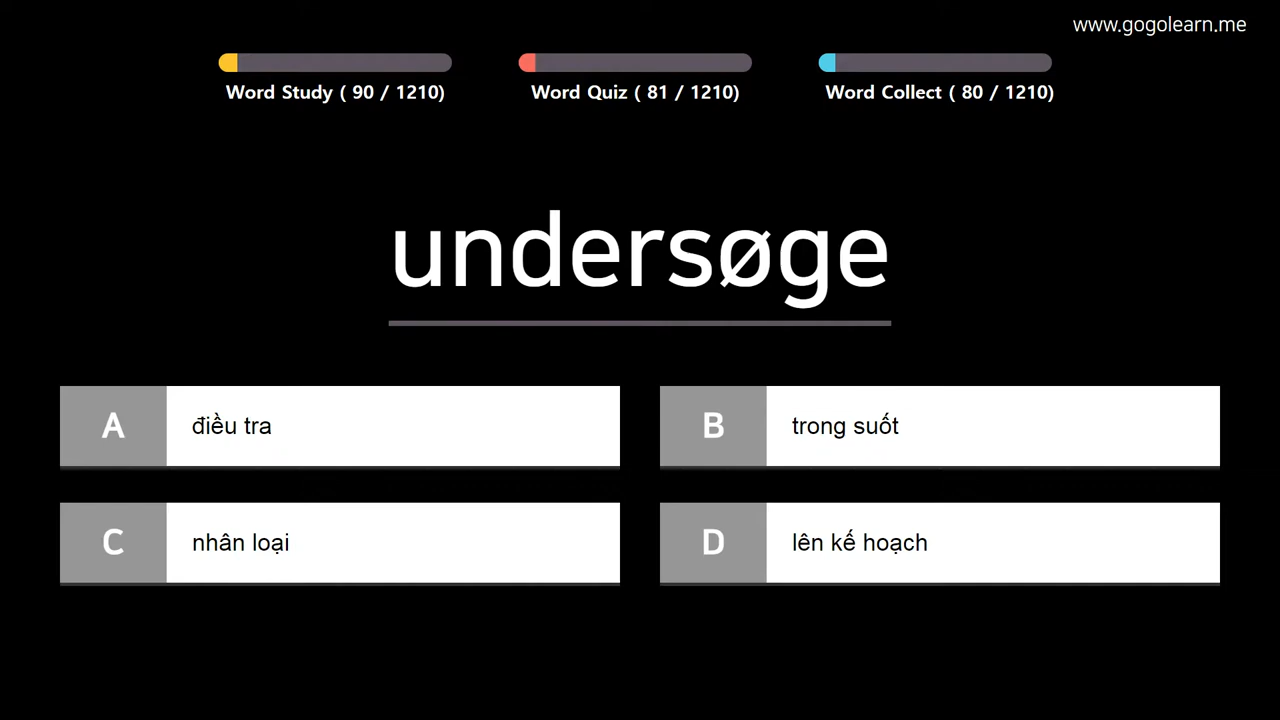 www.gogolearn.me
Word Study ( 90 / 1210)
Word Quiz ( 81 / 1210)
Word Collect ( 80 / 1210)
undersøge
A điều tra
B trong suốt
C nhân loại
D lên kế hoạch